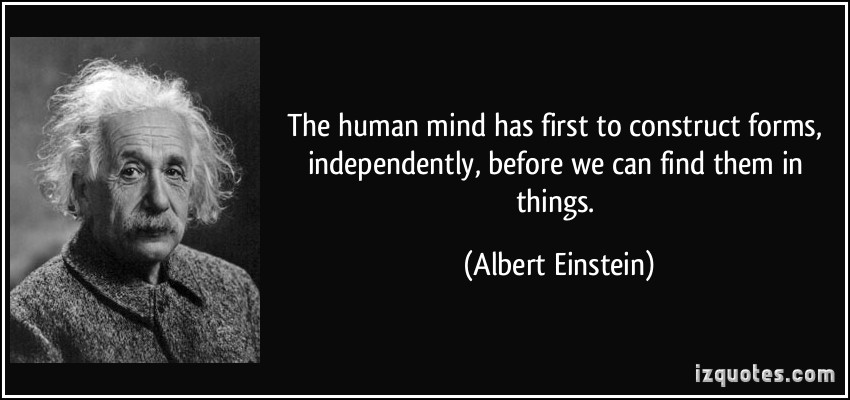 The human mind has first to construct forms,
independently, before we can find them in
things.
(Albert Einstein)
izquotes.com